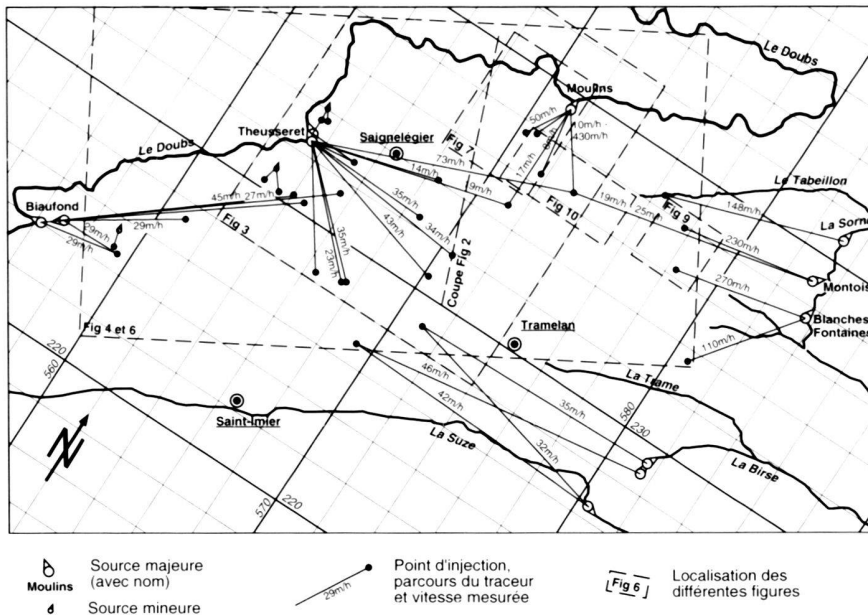 Le Doubs
Moulins
Theusseret
Saignelégier
Fig 7
50m/h
10m/h
430m/h
17m/h
Le Doubs
73m/h
14m/h
9m/h
Le Tabeillon
Biaufond
45m/h
27m/h
35m/h
19m/h
25m/h
Fig 9
148m/h
La Sorne
29m/h
29m/h
29m/h
Fig 3
43m/h
34m/h
Fig 10
230m/h
35m/h
23m/h
Coupe Fig 2
270m/h
Montois
Blanches
Fontaines
Fig 4 et 6
Tramelan
110m/h
220
560
46m/h
42m/h
35m/h
La Trame
Saint-Imier
La Suze
32m/h
580
230
La Birse
N
570
220
Source majeure
(avec nom)
Moulins
Source mineure
29m/h
Point d'injection,
parcours du traceur
et vitesse mesurée
Fig 6
Localisation des
différentes figures